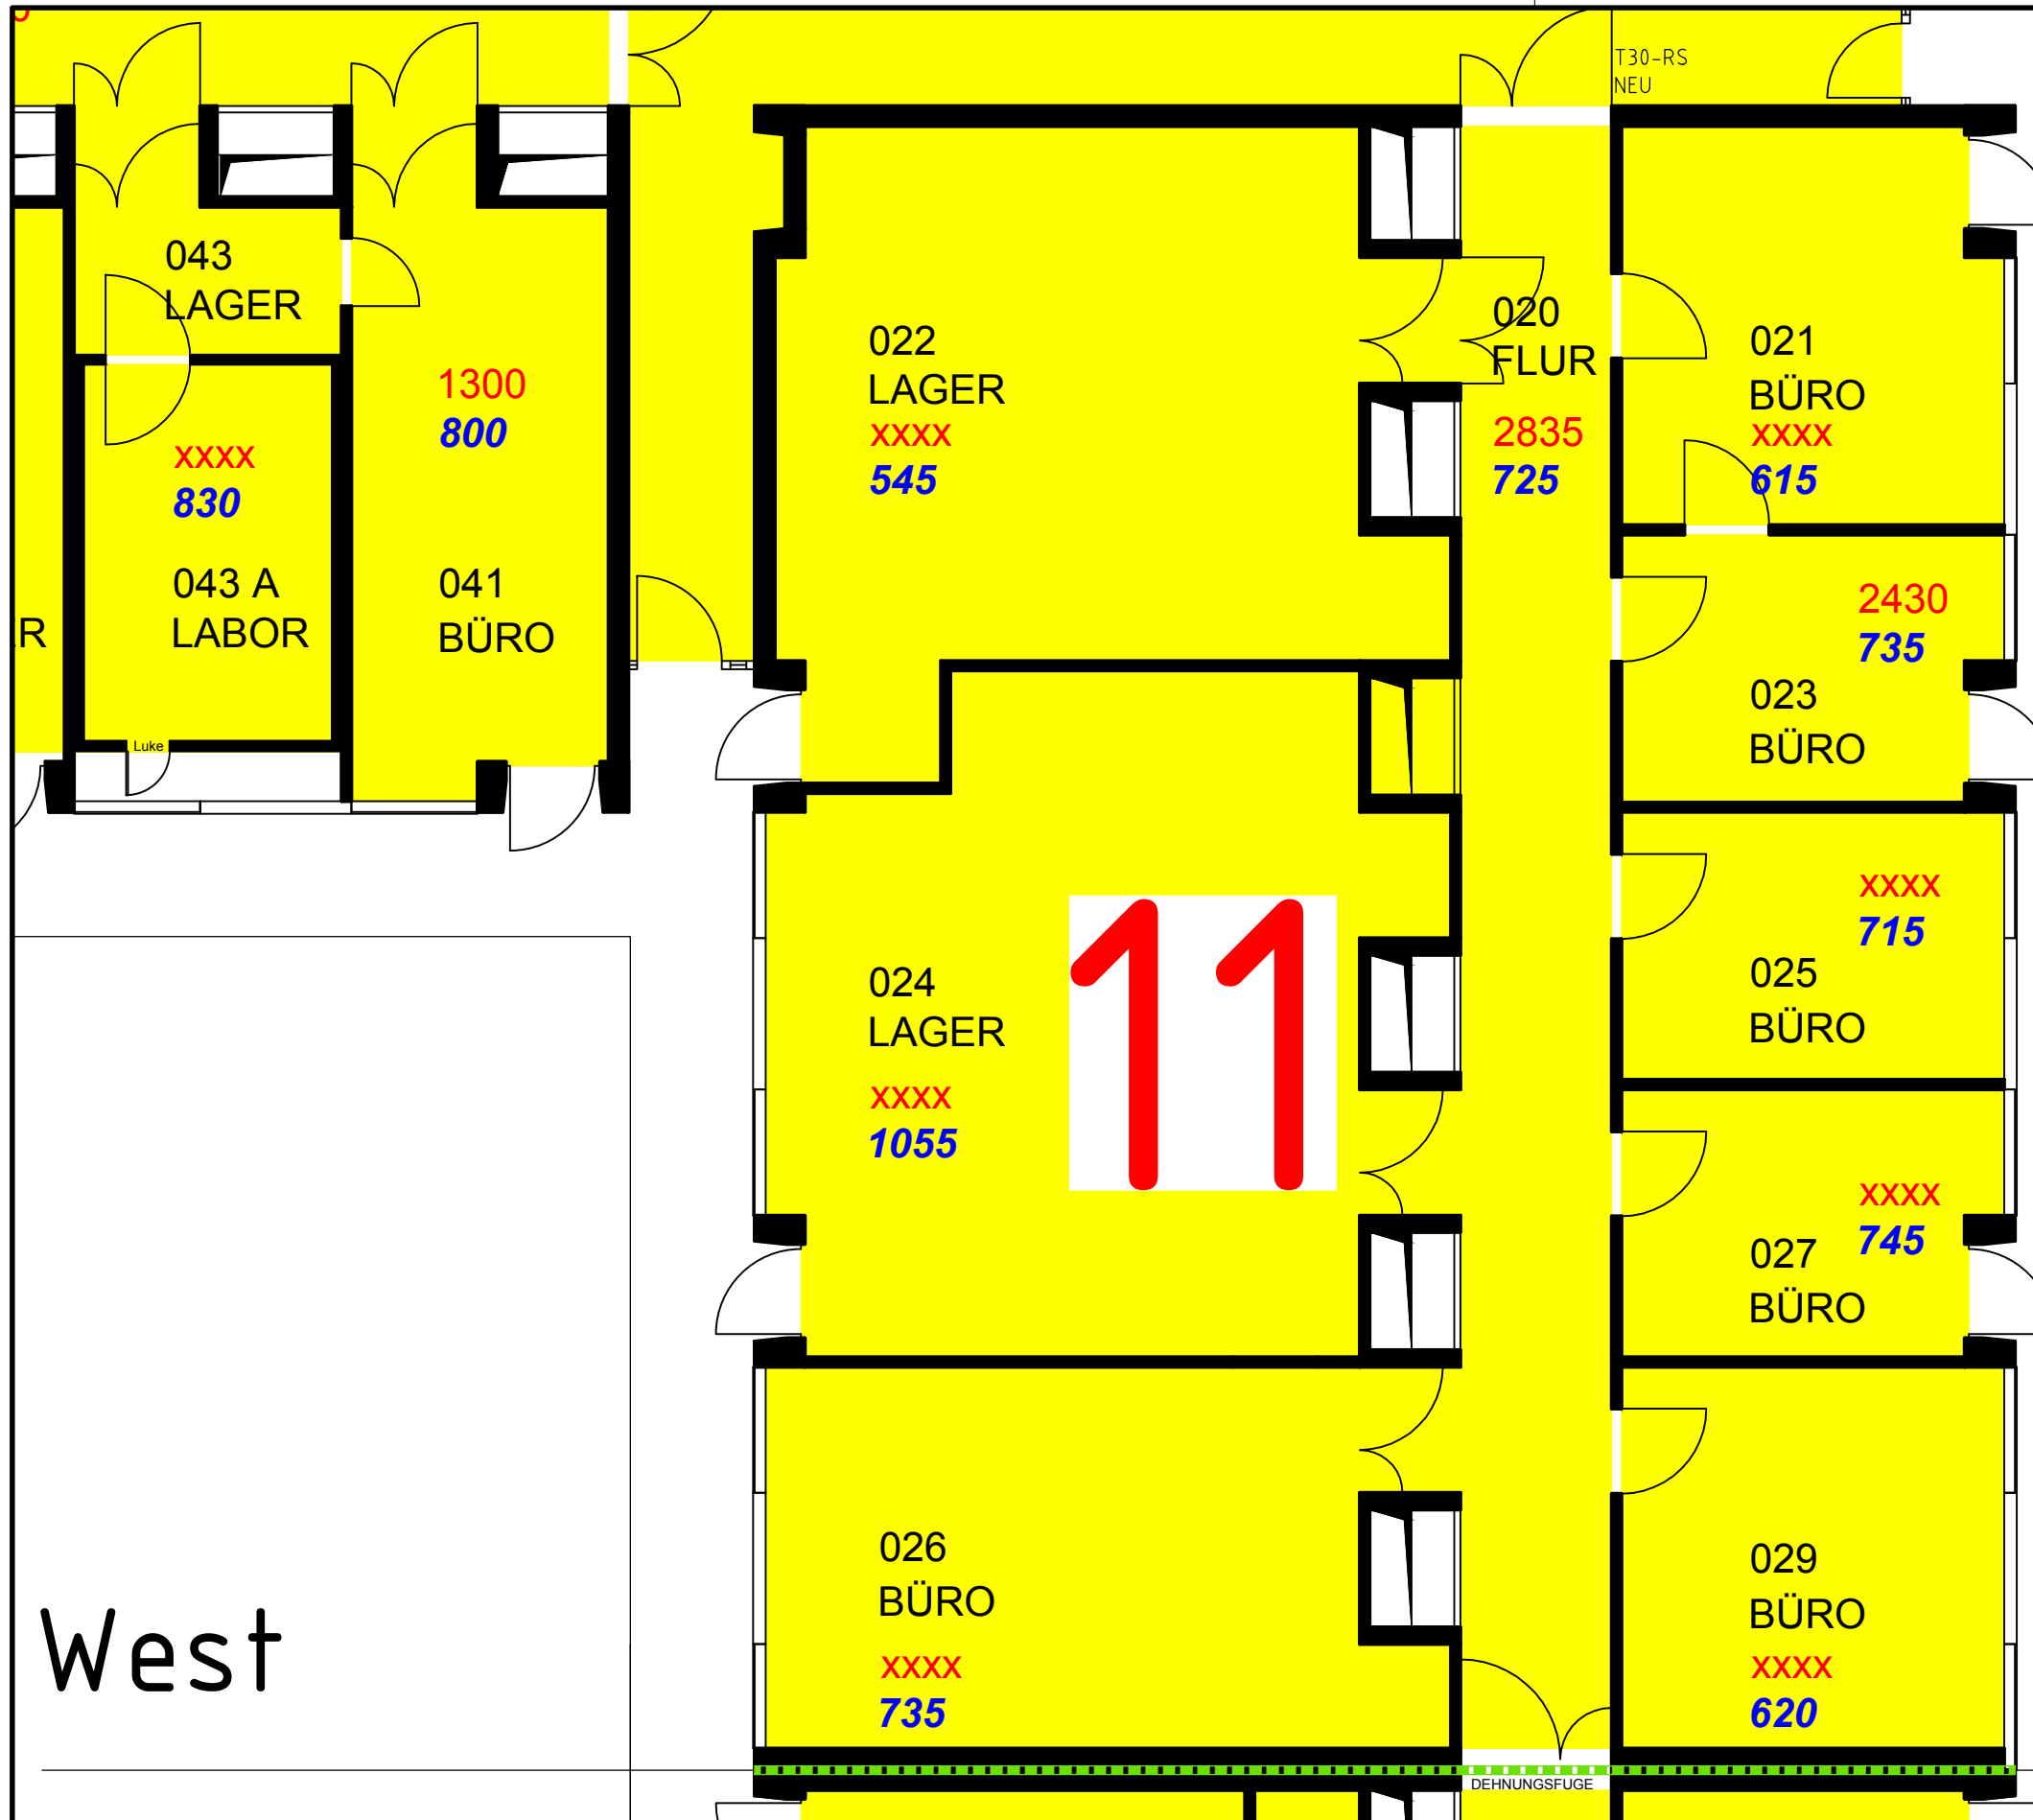 T30-RS
NEU
043
LAGER
xxxx
830
043 A
LABOR
Luke
1300
800
041
BÜRO
022
LAGER
xxxx
545
020
FLUR
2835
725
021
BÜRO
xxxx
615
2430
735
023
BÜRO
xxxx
715
025
BÜRO
024
LAGER
xxxx
1055
11
xxxx
745
027
BÜRO
026
BÜRO
xxxx
735
029
BÜRO
xxxx
620
West
DEHNUNGSFUGE